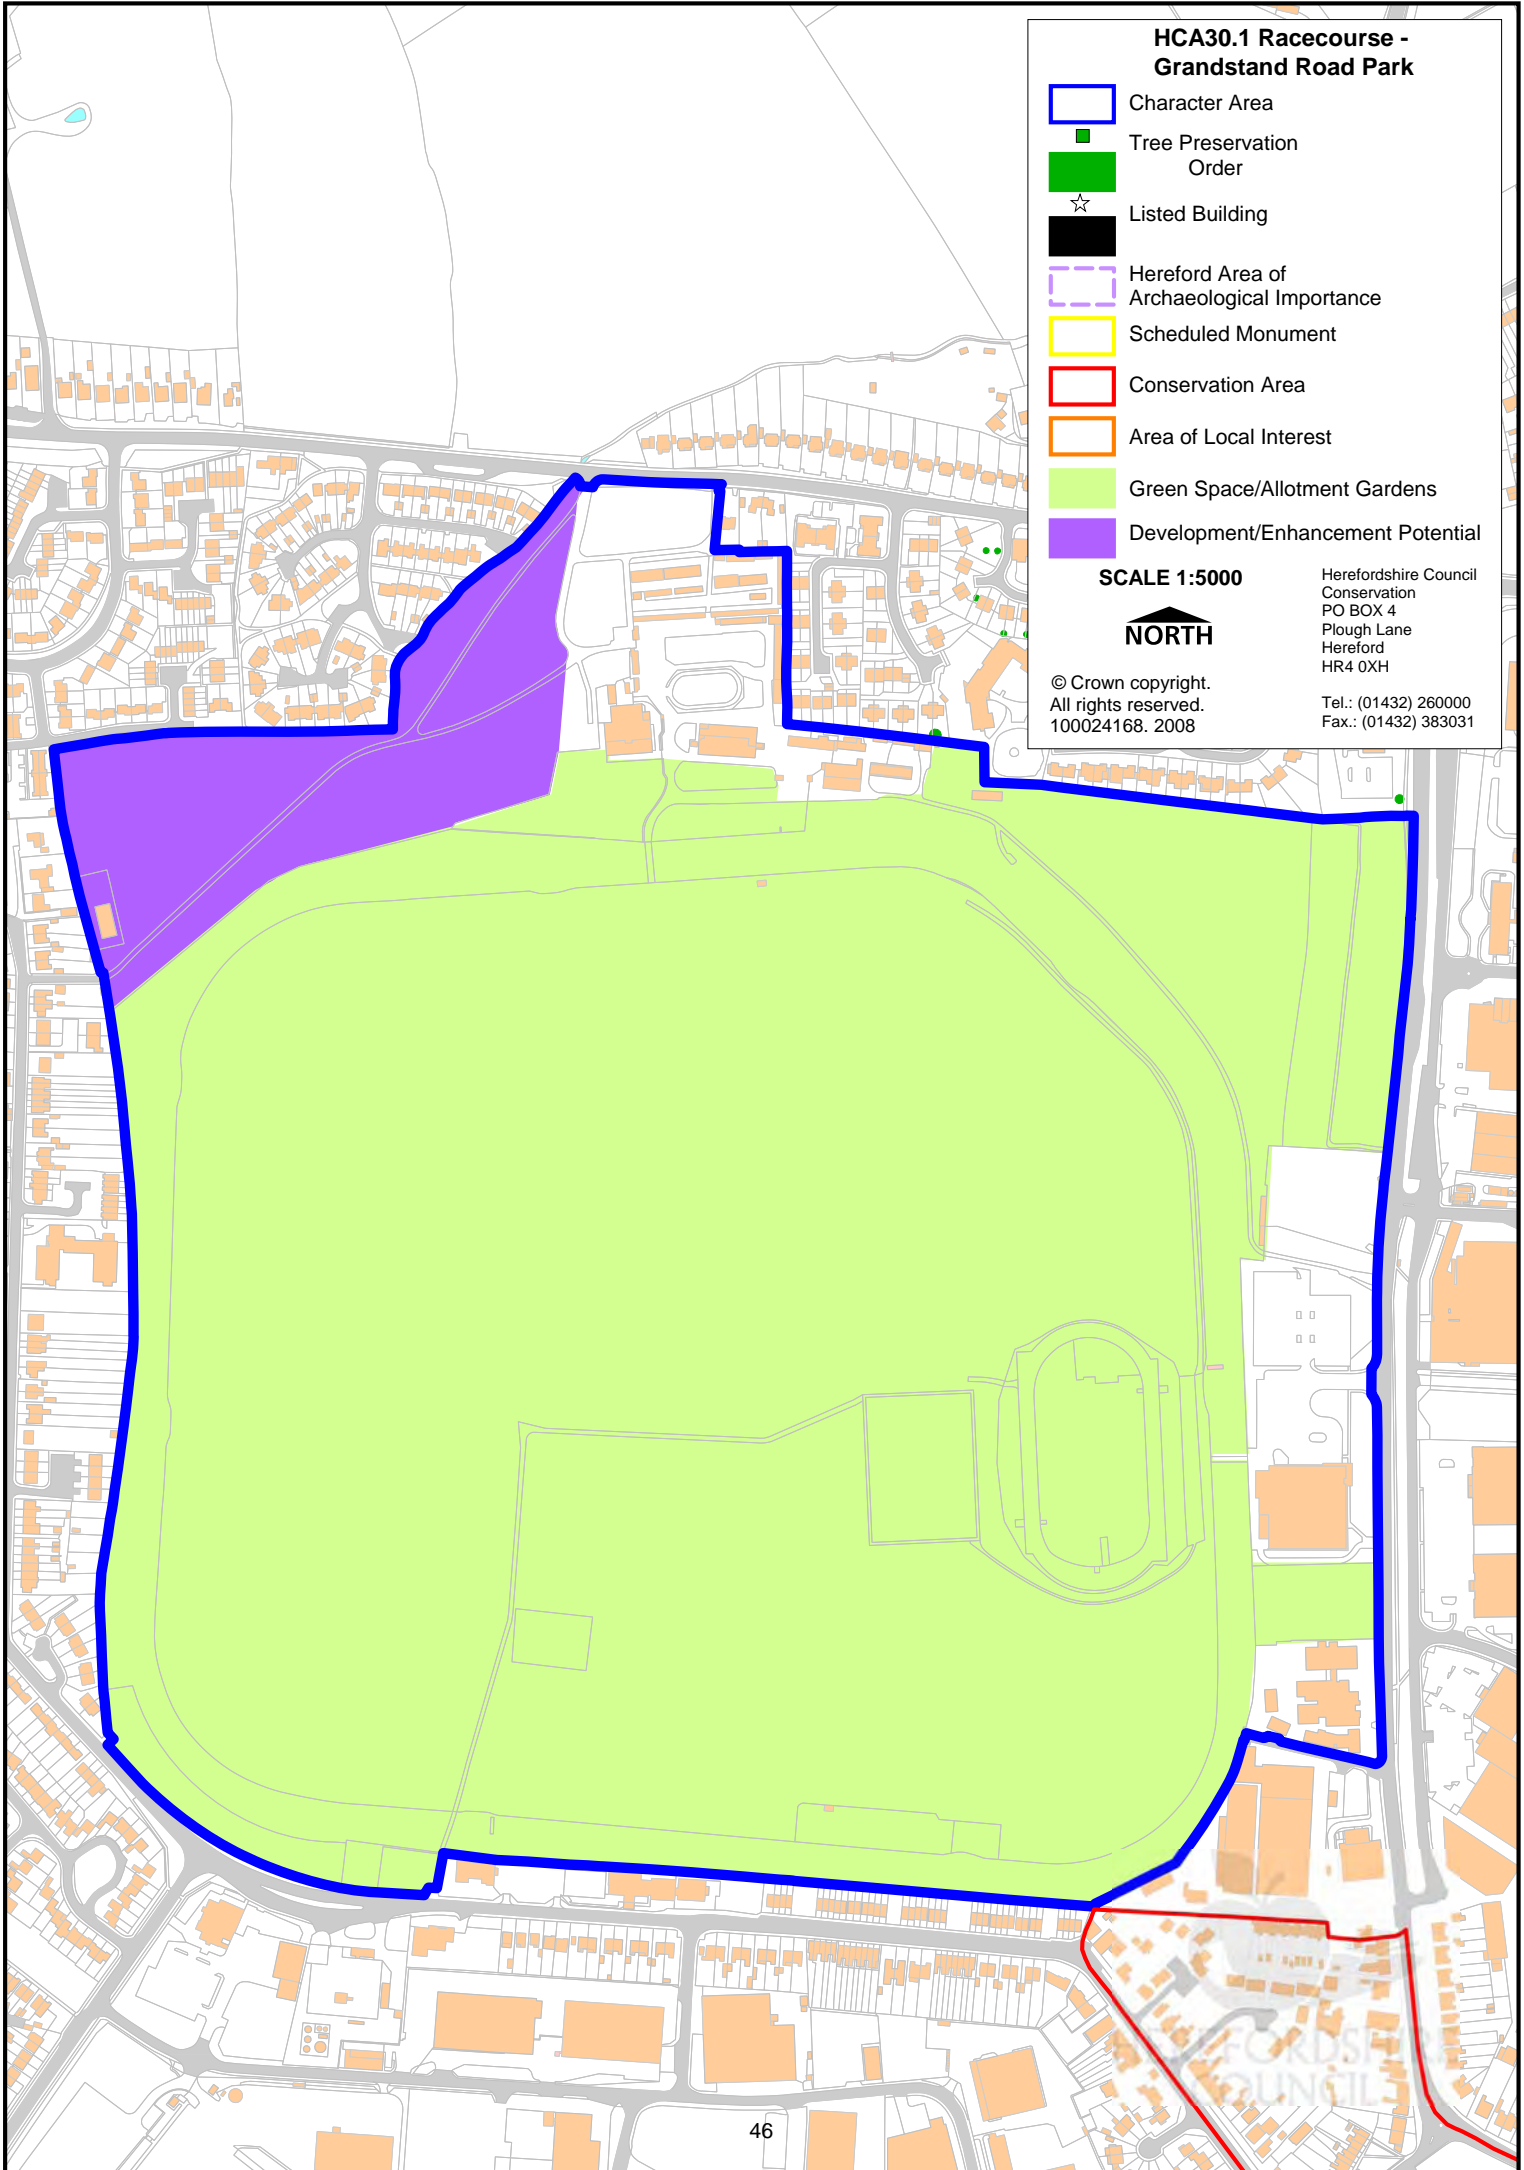 HCA30.1 Racecourse -
Grandstand Road Park
Character Area
Tree Preservation
Order
Listed Building
Hereford Area of
Archaeological Importance
Scheduled Monument
Conservation Area
Area of Local Interest
Green Space/Allotment Gardens
Development/Enhancement Potential
SCALE 1:5000
NORTH
© Crown copyright.
All rights reserved.
100024168. 2008
Herefordshire Council
Conservation
PO BOX 4
Plough Lane
Hereford
HR4 0XH
Tel.: (01432) 260000
Fax.: (01432) 383031
HEREFORDSHIRE
COUNCIL
46